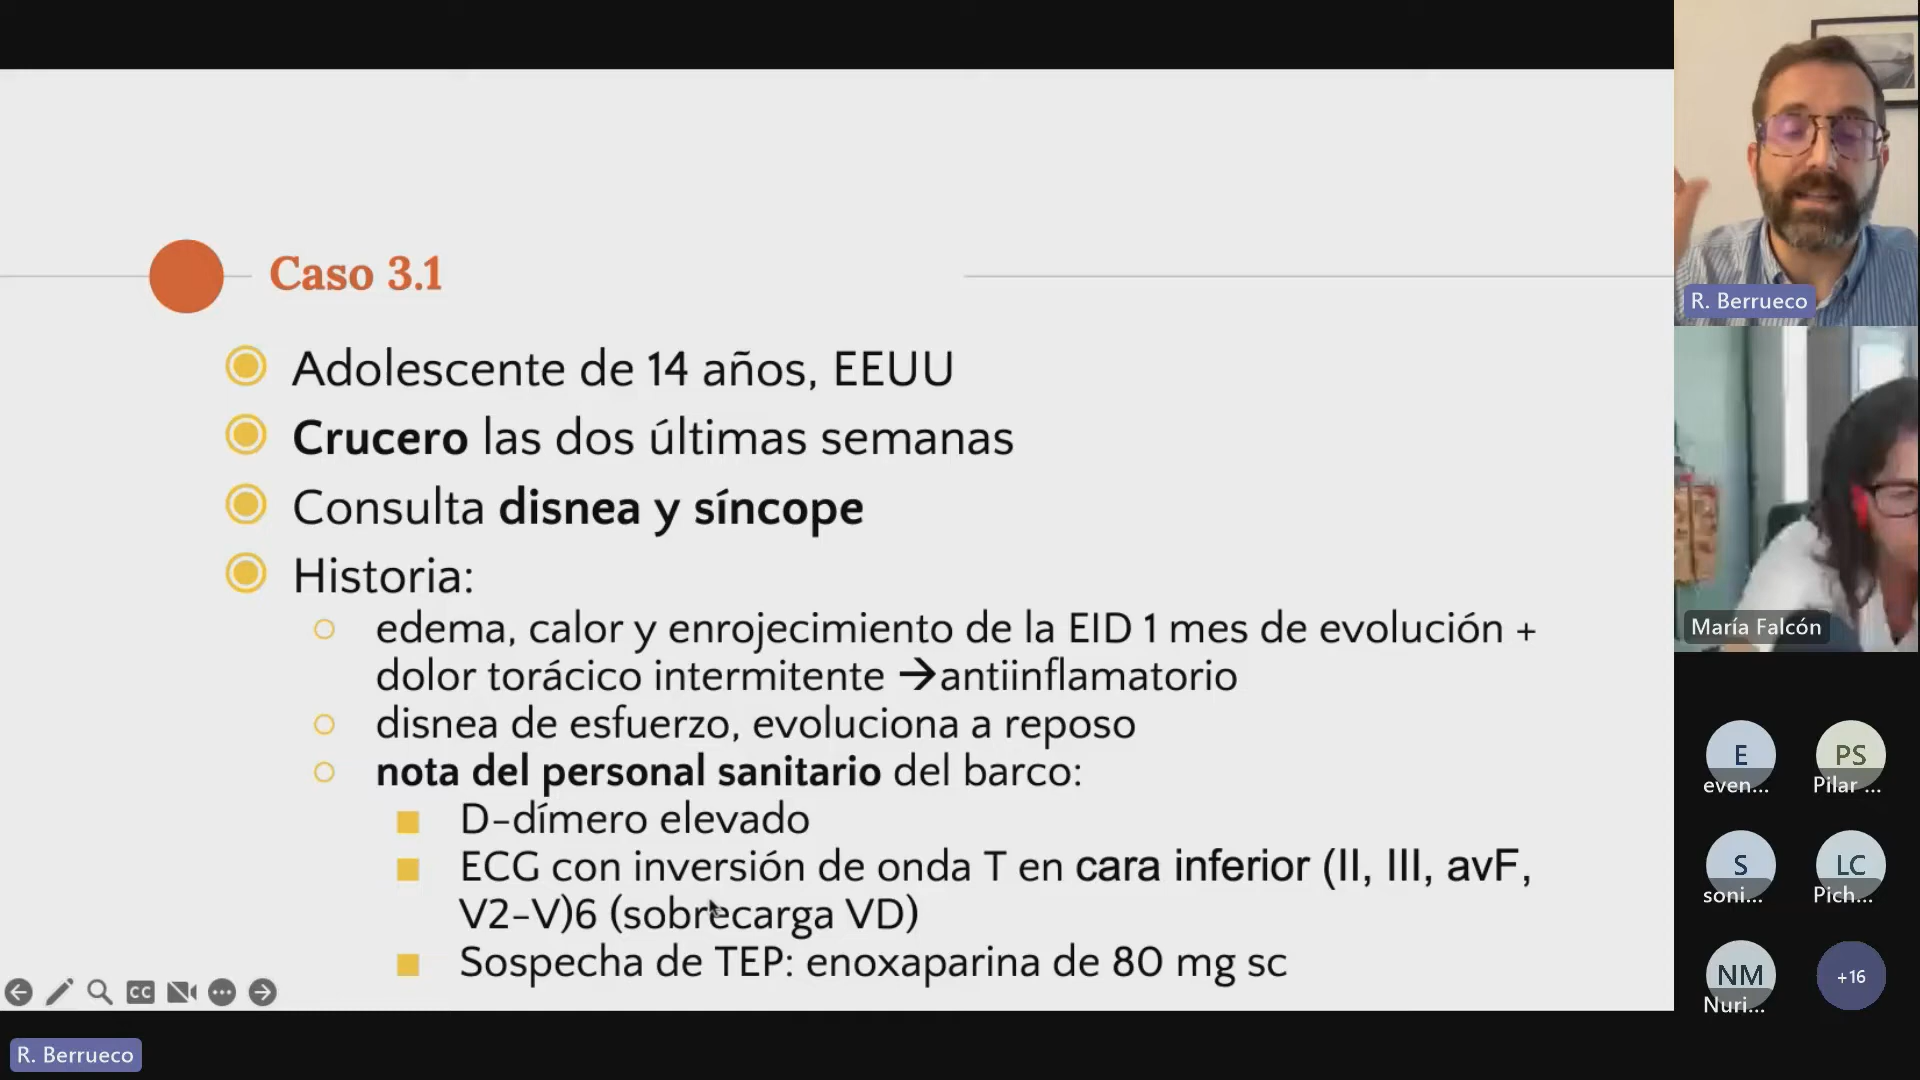 Caso 3.1
Adolescente de 14 años, EEUU
Crucero las dos últimas semanas
Consulta disnea y síncope
Historia:
edema, calor y enrojecimiento de la EID 1 mes de evolución +
dolor torácico intermitente →antiinflamatorio
disnea de esfuerzo, evoluciona a reposo
nota del personal sanitario del barco:
D-dímero elevado
ECG con inversión de onda T en cara inferior (II, III, avF,
V2-V)6 (sobrecarga VD)
Sospecha de TEP: enoxaparina de 80 mg sc
CC
R. Berrueco
R. Berrueco
María Falcón
E
PS
even...
Pilar ...
S
LC
soni...
Pich...
NM
+16
Nuri...